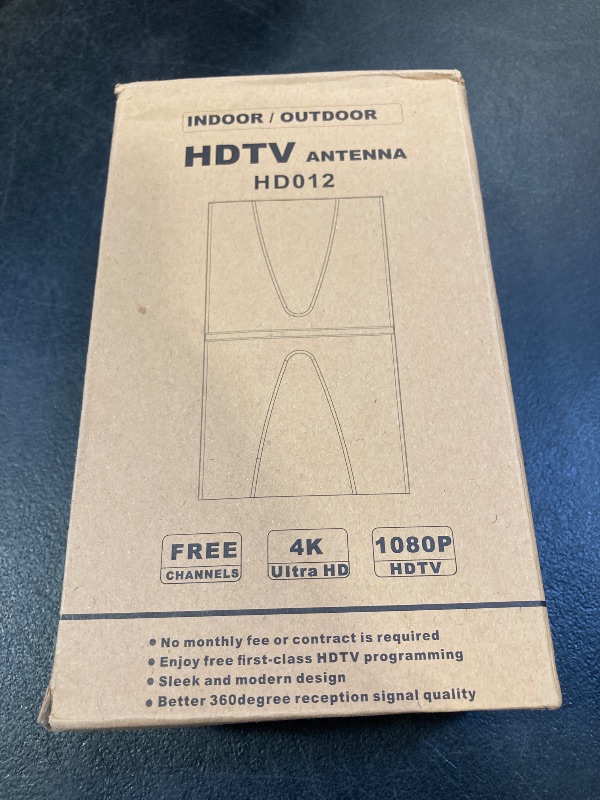 INDOOR / OUTDOOR
HDTV ANTENNA
HD012
FREE
CHANNELS
4K
Ultra HD
1080P
HDTV
• No monthly fee or contract is required
• Enjoy free first-class HDTV programming
• Sleek and modern design
• Better 360degree reception signal quality